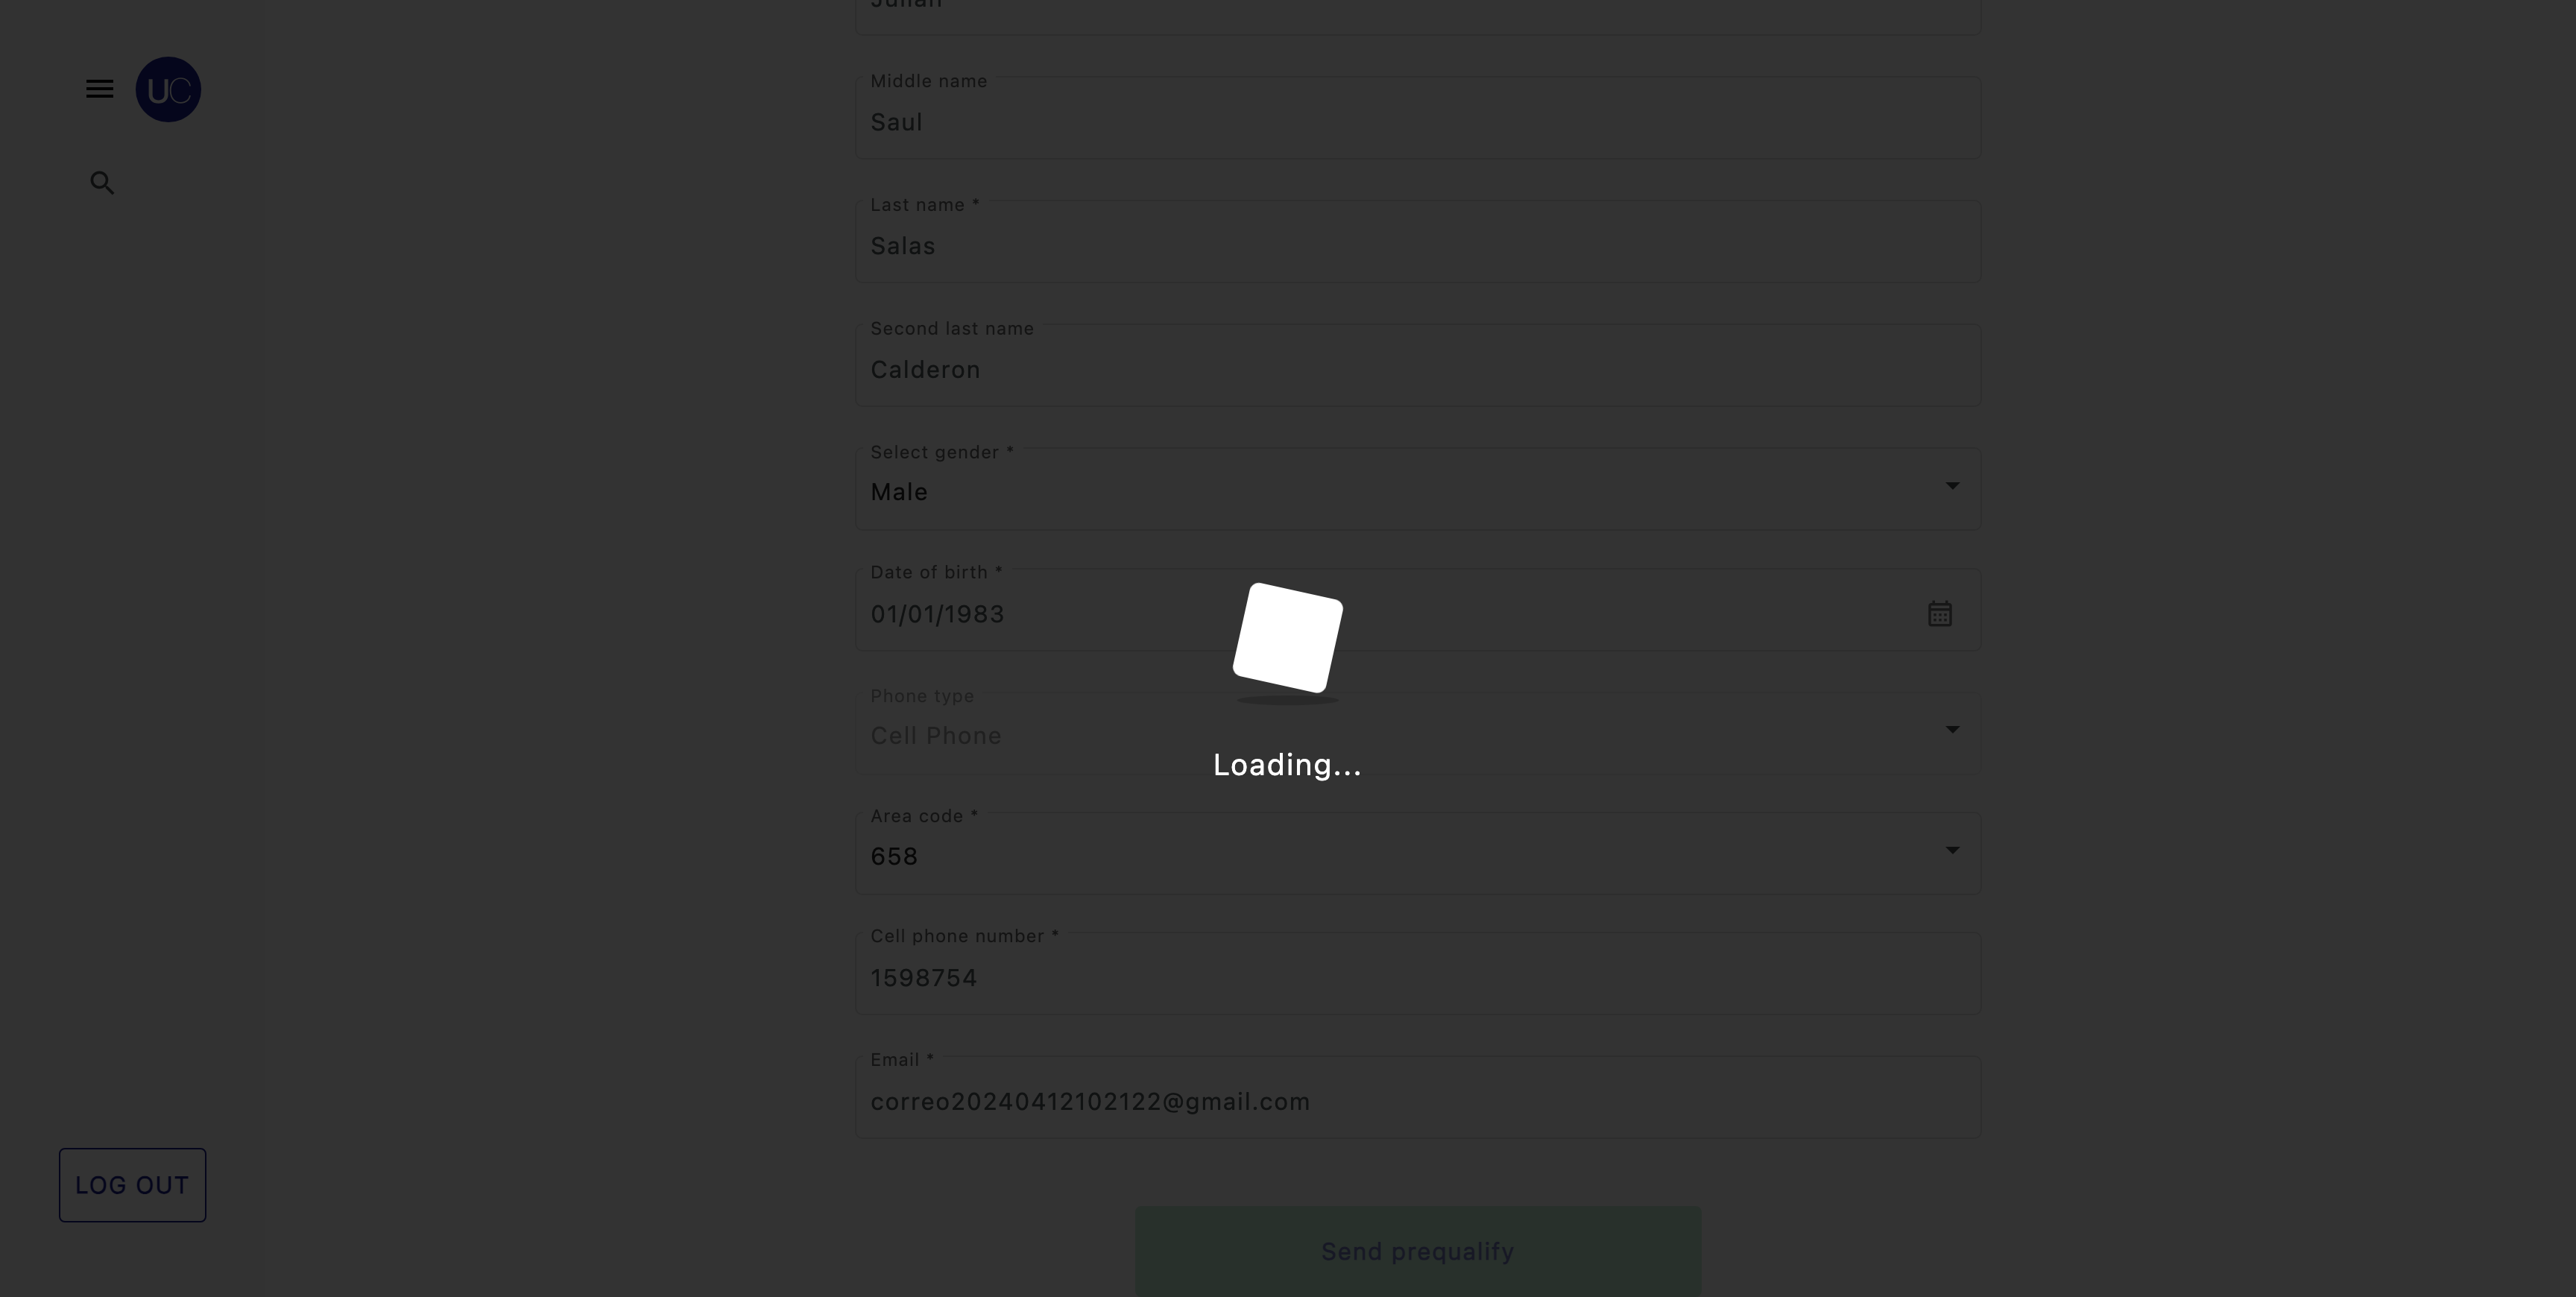 Julian
UC
Middle name
Saul
Last name *
Salas
Second last name
Calderon
Select gender *
Male
Date of birth *
01/01/1983
Phone type
Cell Phone
Loading...
Area code *
658
Cell phone number *
1598754
Email *
correo20240412102122@gmail.com
LOG OUT
Send prequalify